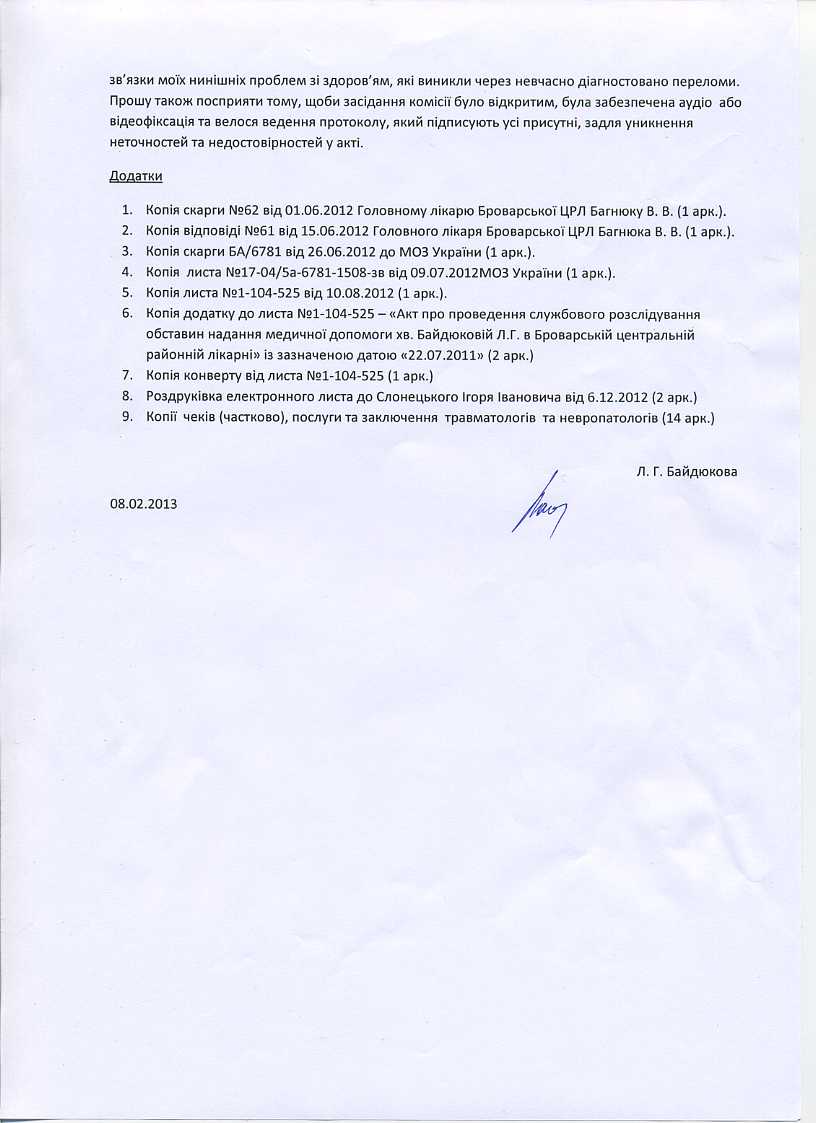 зв’язки моїх нинішніх проблем зі здоров’ям, які виникли через невчасно діагностовано переломи.
Прошу також посприяти тому, щоби засідання комісії було відкритим, була забезпечена аудіо  або
відеофіксація та велося ведення протоколу, який підписують усі присутні, задля уникнення
неточностей та недостовірностей у акті.
Додатки
1. Копія скарги №62 від 01.06.2012 Головному лікарю Броварської ЦРЛ Багнюку В. В. (1 арк.).
2. Копія відповіді №61 від 15.06.2012 Головного лікаря Броварської ЦРЛ Багнюка В. В. (1 арк.).
3. Копія скарги БА/6781 від 26.06.2012 до МОЗ України (1 арк.).
4. Копія  листа №17-04/5а-6781-1508-зв від 09.07.2012МОЗ України (1 арк.).
5. Копія листа №1-104-525 від 10.08.2012 (1 арк.).
6. Копія додатку до листа №1-104-525 – «Акт про проведення службового розслідування
обставин надання медичної допомоги хв. Байдюковій Л.Г. в Броварській центральній
районній лікарні» із зазначеною датою «22.07.2011» (2 арк.)
7. Копія конверту від листа №1-104-525 (1 арк.)
8. Роздруківка електронного листа до Слонецького Ігоря Івановича від 6.12.2012 (2 арк.)
9. Копії  чеків (частково), послуги та заключення  травматологів  та невропатологів (14 арк.)
Л. Г. Байдюкова
08.02.2013